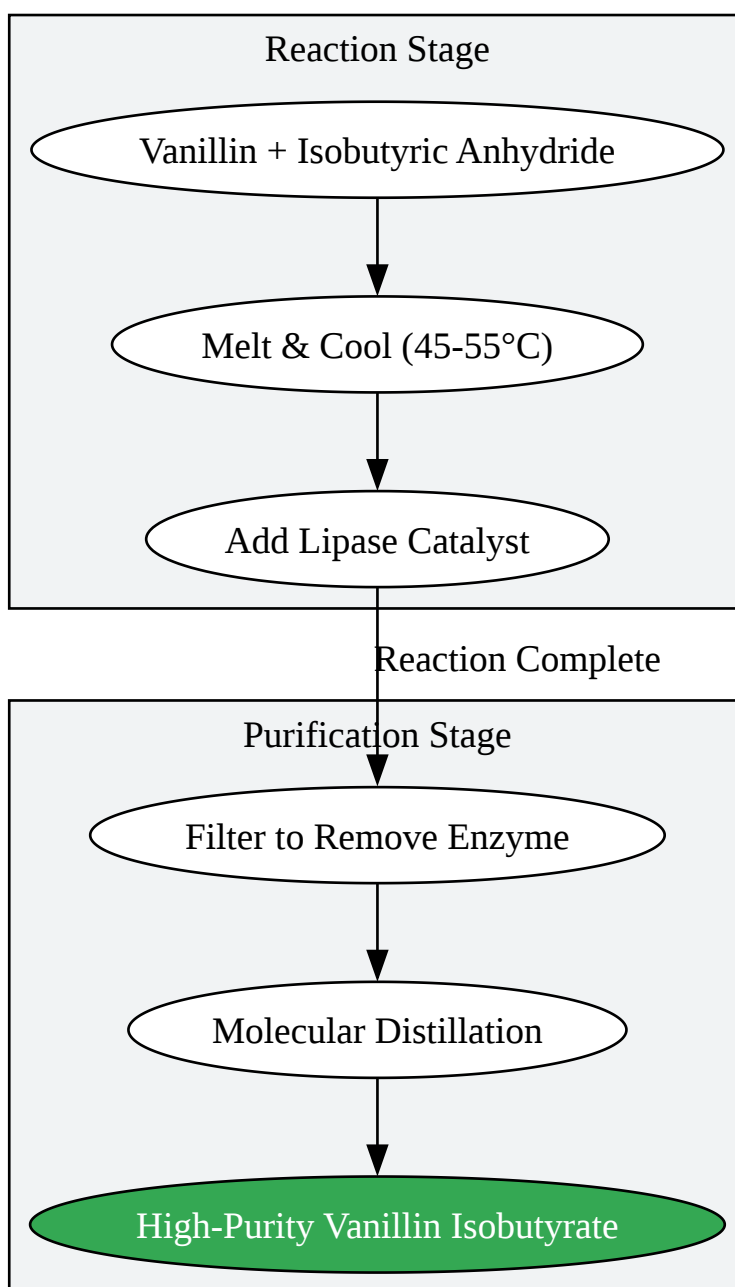 Reaction Stage
Vanillin + Isobutyric Anhydride
Melt & Cool (45-55°C)
Add Lipase Catalyst
Reaction Complete
Purification Stage
Filter to Remove Enzyme
Molecular Distillation
High-Purity Vanillin Isobutyrate